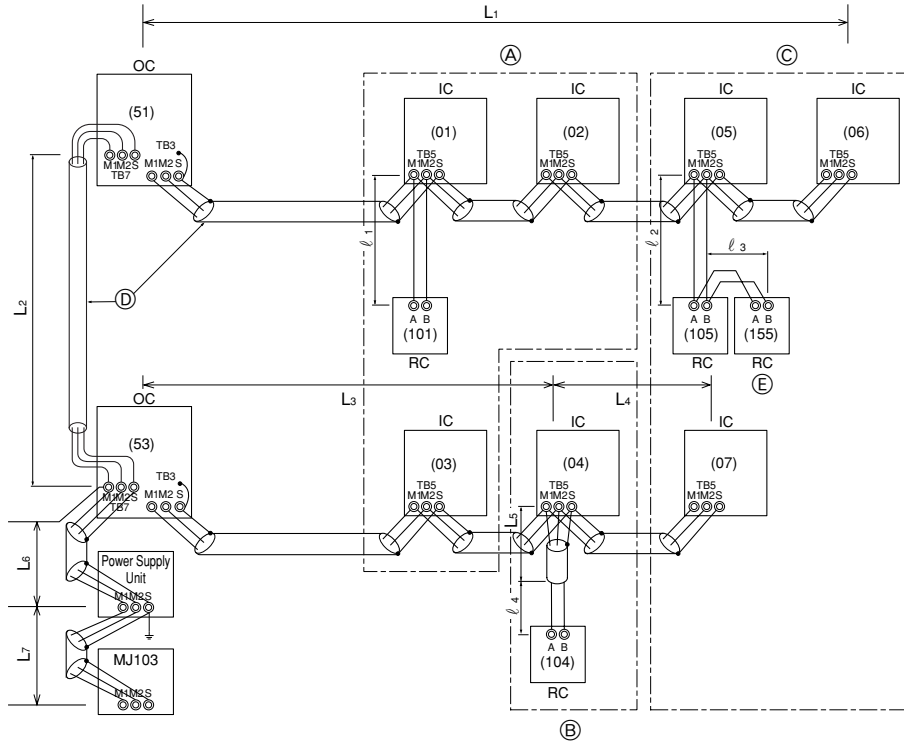 L1
A
C
OC
IC
IC
IC
IC
(51)
(01)
(02)
(05)
(06)
TB3
TB5
TB5
TB5
TB5
M1M2S
M1M2S
M1M2S
M1M2S
M1M2S
M1M2 S
TB7
ℓ1
ℓ2
ℓ3
L2
D
A B
A B
A B
(101)
(105)
(155)
RC
RC
RC
E
L3
L4
OC
IC
IC
IC
(53)
(03)
(04)
(07)
TB3
TB5
TB5
TB5
M1M2S
M1M2S
M1M2S
M1M2S
M1M2 S
TB7
L5
L6
Power Supply
Unit
M1M2S
ℓ4
A B
(104)
RC
L7
MJ103
M1M2S
B